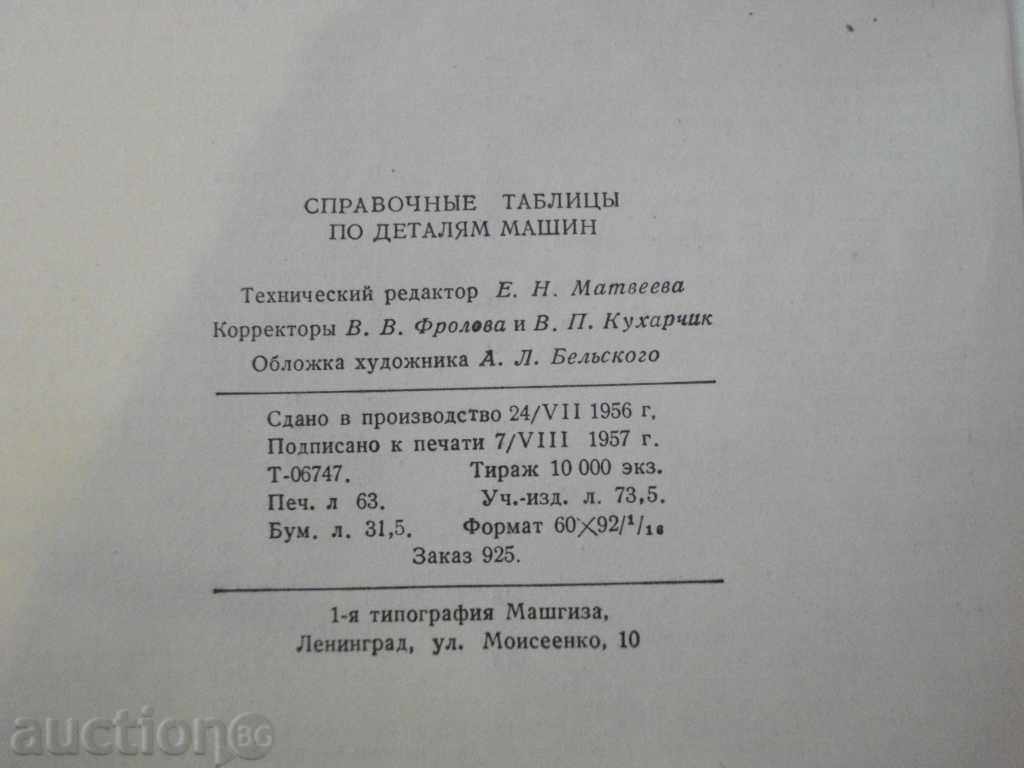 СПРАВОЧНЫЕ ТАБЛИЦЫ
ПО ДЕТАЛЯМ МАШИН
Технический редактор Е. Н. Матвеева
Корректоры В. В. Фролова и В. П. Кухарчик
Обложка художника А. Л. Бельского
Сдано в производство 24/VII 1956 г.
Подписано к печати 7/VIII 1957 г.
Т-06747. Тираж 10 000 экз.
Печ. л 63. Уч.-изд. л. 73,5.
Бум. л. 31,5. Формат 60×92/¹/₁₆
Заказ 925.
1-я типография Машгиза,
Ленинград, ул. Моисеенко, 10
auction BG